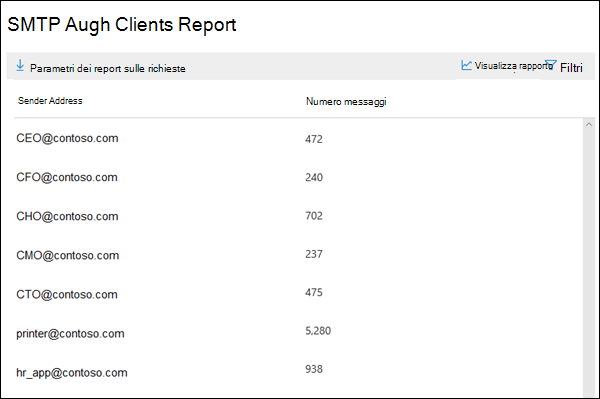 SMTP Augh Clients Report
Parametri dei report sulle richieste Visualizza rapporto Filtri
Sender Address Numero messaggi
CEO@contoso.com 472
CFO@contoso.com 240
CHO@contoso.com 702
CMO@contoso.com 237
CTO@contoso.com 475
printer@contoso.com 5,280
hr_app@contoso.com 938